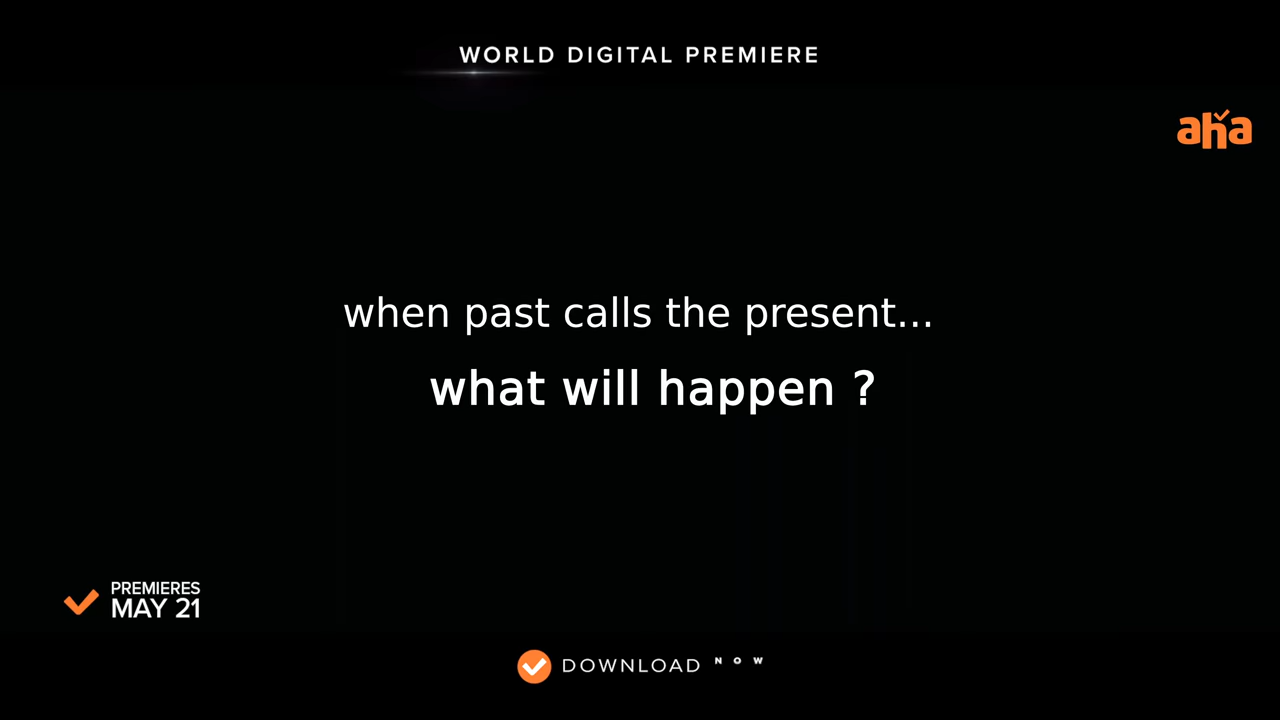 WORLD DIGITAL PREMIERE
aha
when past calls the present...
what will happen ?
PREMIERES
MAY 21
DOWNLOAD NOW